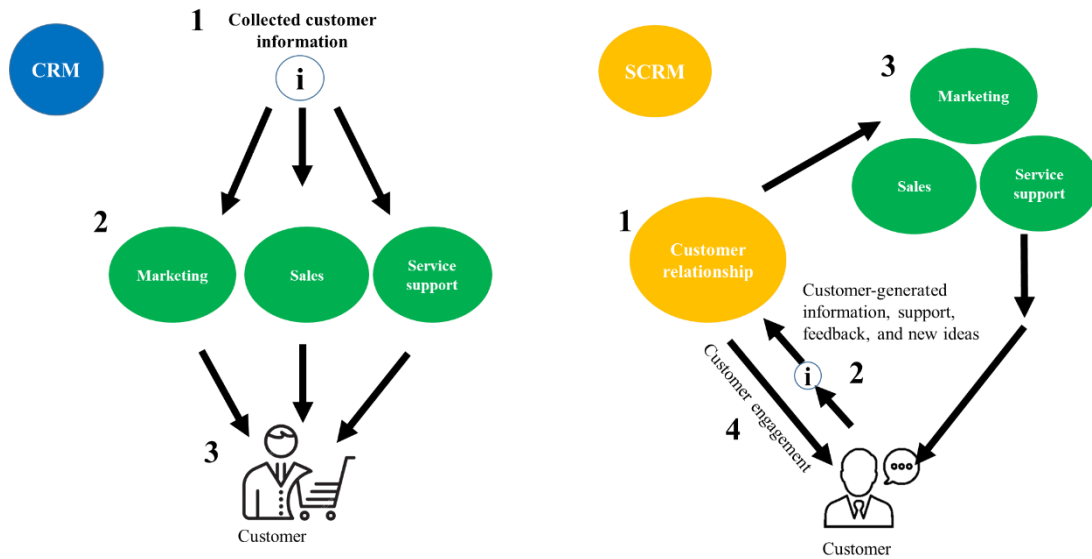 CRM
1
Collected customer
information
i
2
Marketing
Sales
Service
support
3
Customer
SCRM
3
Marketing
Sales
Service
support
1
Customer
relationship
Customer-generated
information, support,
feedback, and new ideas
i
2
Customer engagement
4
Customer